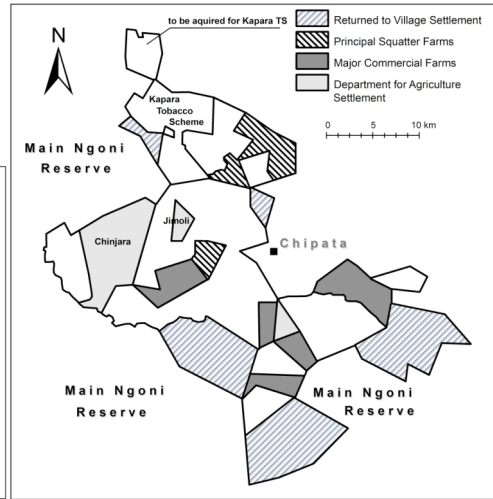 to be aquired for Kapara TS
N
Returned to Village Settlement
Principal Squatter Farms
Major Commercial Farms
Department for Agriculture
Settlement
0 5 10 km
Kapara
Tobacco
Scheme
Main Ngoni
Reserve
Jimoli
Chinjara
Chipata
Main Ngoni
Reserve
Main Ngoni
Reserve